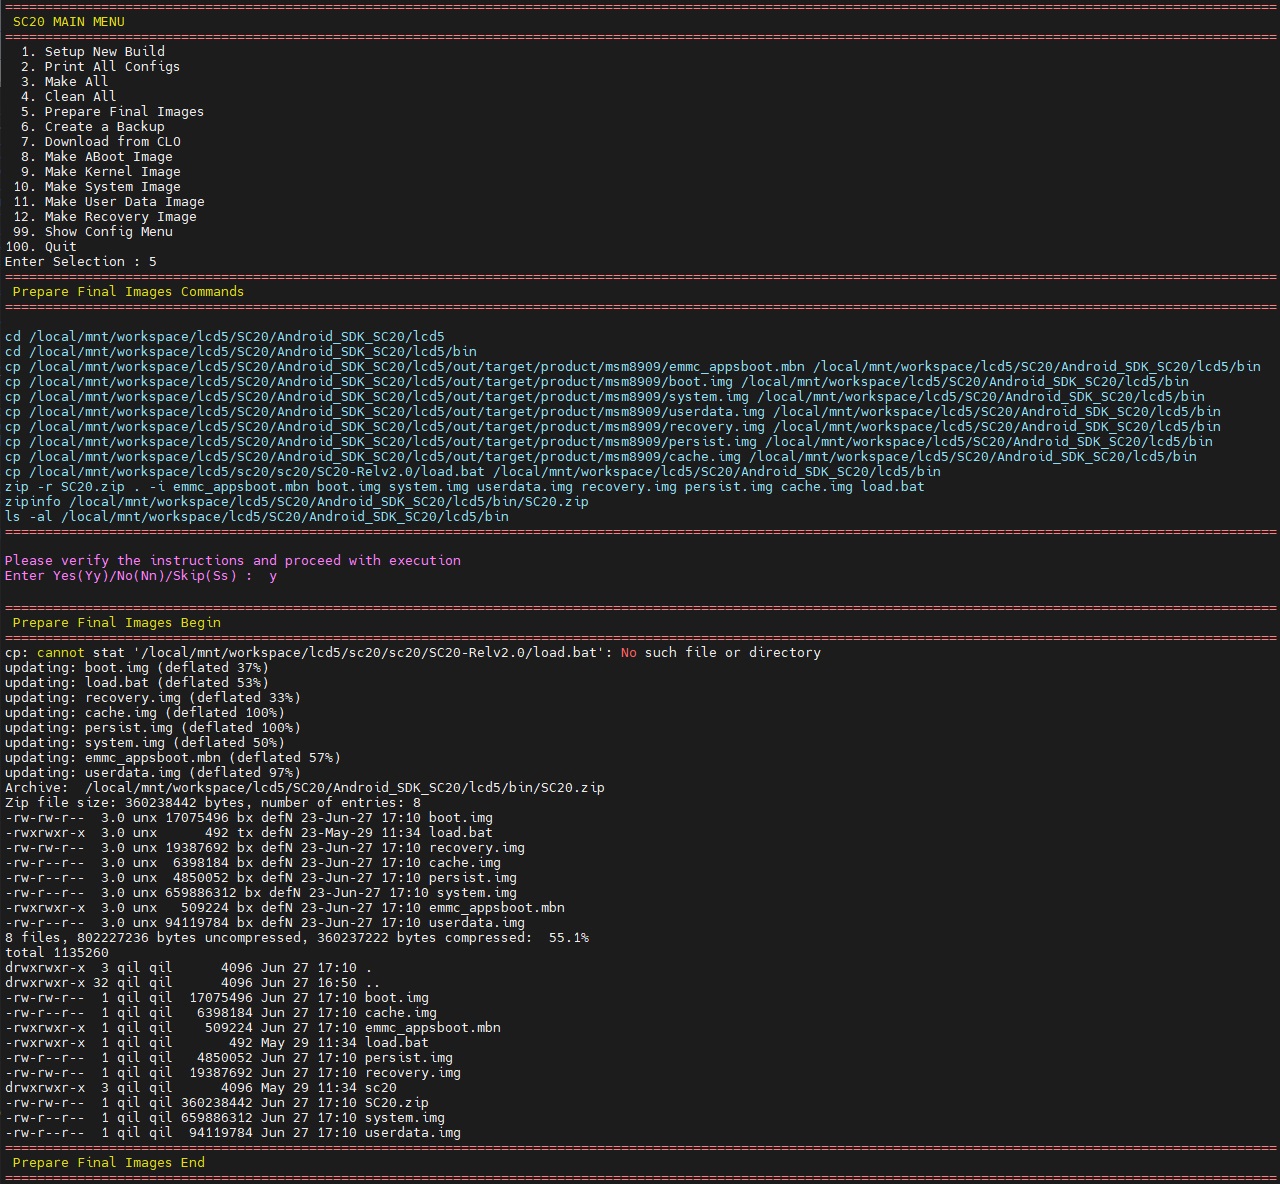 ================================================================================
SC20 MAIN MENU
================================================================================
1. Setup New Build
2. Print All Configs
3. Make All
4. Clean All
5. Prepare Final Images
6. Create a Backup
7. Download from CLO
8. Make ABoot Image
9. Make Kernel Image
10. Make System Image
11. Make User Data Image
12. Make Recovery Image
99. Show Config Menu
100. Quit
Enter Selection : 5
================================================================================
Prepare Final Images Commands
================================================================================
cd /local/mnt/workspace/lcd5/SC20/Android_SDK_SC20/lcd5
cd /local/mnt/workspace/lcd5/SC20/Android_SDK_SC20/lcd5/bin
cp /local/mnt/workspace/lcd5/SC20/Android_SDK_SC20/lcd5/out/target/product/msm8909/emmc_appsboot.mbn /local/mnt/workspace/lcd5/SC20/Android_SDK_SC20/lcd5/bin
cp /local/mnt/workspace/lcd5/SC20/Android_SDK_SC20/lcd5/out/target/product/msm8909/boot.img /local/mnt/workspace/lcd5/SC20/Android_SDK_SC20/lcd5/bin
cp /local/mnt/workspace/lcd5/SC20/Android_SDK_SC20/lcd5/out/target/product/msm8909/system.img /local/mnt/workspace/lcd5/SC20/Android_SDK_SC20/lcd5/bin
cp /local/mnt/workspace/lcd5/SC20/Android_SDK_SC20/lcd5/out/target/product/msm8909/userdata.img /local/mnt/workspace/lcd5/SC20/Android_SDK_SC20/lcd5/bin
cp /local/mnt/workspace/lcd5/SC20/Android_SDK_SC20/lcd5/out/target/product/msm8909/recovery.img /local/mnt/workspace/lcd5/SC20/Android_SDK_SC20/lcd5/bin
cp /local/mnt/workspace/lcd5/SC20/Android_SDK_SC20/lcd5/out/target/product/msm8909/persist.img /local/mnt/workspace/lcd5/SC20/Android_SDK_SC20/lcd5/bin
cp /local/mnt/workspace/lcd5/SC20/Android_SDK_SC20/lcd5/out/target/product/msm8909/cache.img /local/mnt/workspace/lcd5/SC20/Android_SDK_SC20/lcd5/bin
cp /local/mnt/workspace/lcd5/sc20/sc20/SC20-Relv2.0/load.bat /local/mnt/workspace/lcd5/SC20/Android_SDK_SC20/lcd5/bin
zip -r SC20.zip . -i emmc_appsboot.mbn boot.img system.img userdata.img recovery.img persist.img cache.img load.bat
zipinfo /local/mnt/workspace/lcd5/SC20/Android_SDK_SC20/lcd5/bin/SC20.zip
ls -al /local/mnt/workspace/lcd5/SC20/Android_SDK_SC20/lcd5/bin
================================================================================
Please verify the instructions and proceed with execution
Enter Yes(Yy)/No(Nn)/Skip(Ss) :  y
================================================================================
Prepare Final Images Begin
================================================================================
cp: cannot stat '/local/mnt/workspace/lcd5/sc20/sc20/SC20-Relv2.0/load.bat': No such file or directory
updating: boot.img (deflated 37%)
updating: load.bat (deflated 53%)
updating: recovery.img (deflated 33%)
updating: cache.img (deflated 100%)
updating: persist.img (deflated 100%)
updating: system.img (deflated 50%)
updating: emmc_appsboot.mbn (deflated 57%)
updating: userdata.img (deflated 97%)
Archive:  /local/mnt/workspace/lcd5/SC20/Android_SDK_SC20/lcd5/bin/SC20.zip
Zip file size: 360238442 bytes, number of entries: 8
-rw-rw-r--  3.0 unx 17075496 bx defN 23-Jun-27 17:10 boot.img
-rwxrwxr-x  3.0 unx      492 tx defN 23-May-29 11:34 load.bat
-rw-rw-r--  3.0 unx 19387692 bx defN 23-Jun-27 17:10 recovery.img
-rw-r--r--  3.0 unx  6398184 bx defN 23-Jun-27 17:10 cache.img
-rw-r--r--  3.0 unx  4850052 bx defN 23-Jun-27 17:10 persist.img
-rw-r--r--  3.0 unx 659886312 bx defN 23-Jun-27 17:10 system.img
-rwxrwxr-x  3.0 unx   509224 bx defN 23-Jun-27 17:10 emmc_appsboot.mbn
-rw-r--r--  3.0 unx 94119784 bx defN 23-Jun-27 17:10 userdata.img
8 files, 802227236 bytes uncompressed, 360237222 bytes compressed:  55.1%
total 1135260
drwxrwxr-x  3 qil qil      4096 Jun 27 17:10 .
drwxrwxr-x 32 qil qil      4096 Jun 27 16:50 ..
-rw-rw-r--  1 qil qil  17075496 Jun 27 17:10 boot.img
-rw-r--r--  1 qil qil   6398184 Jun 27 17:10 cache.img
-rwxrwxr-x  1 qil qil    509224 Jun 27 17:10 emmc_appsboot.mbn
-rwxrwxr-x  1 qil qil       492 May 29 11:34 load.bat
-rw-r--r--  1 qil qil   4850052 Jun 27 17:10 persist.img
-rw-rw-r--  1 qil qil  19387692 Jun 27 17:10 recovery.img
drwxrwxr-x  3 qil qil      4096 May 29 11:34 sc20
-rw-rw-r--  1 qil qil 360238442 Jun 27 17:10 SC20.zip
-rw-r--r--  1 qil qil 659886312 Jun 27 17:10 system.img
-rw-r--r--  1 qil qil  94119784 Jun 27 17:10 userdata.img
================================================================================
Prepare Final Images End
================================================================================